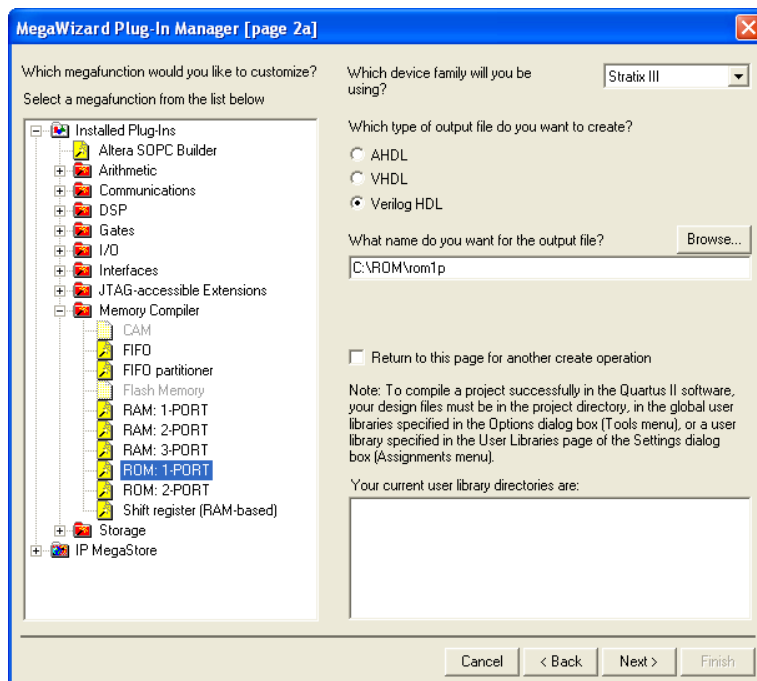 MegaWizard Plug-In Manager [page 2a]
Which megafunction would you like to customize?
Select a megafunction from the list below
Installed Plug-Ins
Altera SOPC Builder
Arithmetic
Communications
DSP
Gates
I/O
Interfaces
JTAG-accessible Extensions
Memory Compiler
CAM
FIFO
FIFO partitioner
Flash Memory
RAM: 1-PORT
RAM: 2-PORT
RAM: 3-PORT
ROM: 1-PORT
ROM: 2-PORT
Shift register (RAM-based)
Storage
IP MegaStore
Which device family will you be
using?
Stratix III
Which type of output file do you want to create?
AHDL
VHDL
Verilog HDL
What name do you want for the output file?
Browse...
C:\ROM\rom1p
Return to this page for another create operation
Note: To compile a project successfully in the Quartus II software,
your design files must be in the project directory, in the global user
libraries specified in the Options dialog box (Tools menu), or a user
library specified in the User Libraries page of the Settings dialog
box (Assignments menu).
Your current user library directories are:
Cancel
< Back
Next >
Finish